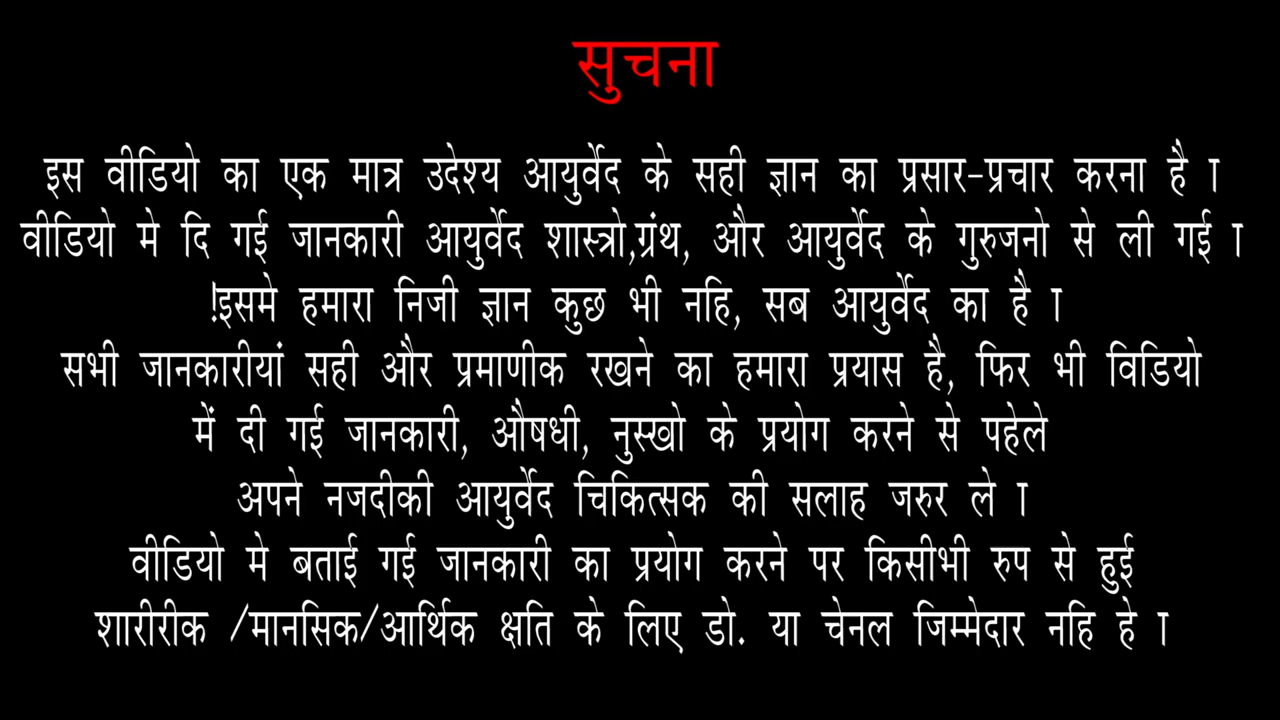 सुचना
इस वीडियो का एक मात्र उदेश्य आयुर्वेद के सही ज्ञान का प्रसार-प्रचार करना है ा
वीडियो मे दि गई जानकारी आयुर्वेद शास्त्रो,ग्रंथ, और आयुर्वेद के गुरुजनो से ली गई ा
!इसमे हमारा निजी ज्ञान कुछ भी नहि, सब आयुर्वेद का है ा
सभी जानकारीयां सही और प्रमाणीक रखने का हमारा प्रयास है, फिर भी विडियो
में दी गई जानकारी, औषधी, नुस्खो के प्रयोग करने से पहेले
अपने नजदीकी आयुर्वेद चिकित्सक की सलाह जरुर ले ा
वीडियो मे बताई गई जानकारी का प्रयोग करने पर किसीभी रुप से हुई
शारीरीक /मानसिक/आर्थिक क्षति के लिए डो. या चेनल जिम्मेदार नहि हे ा